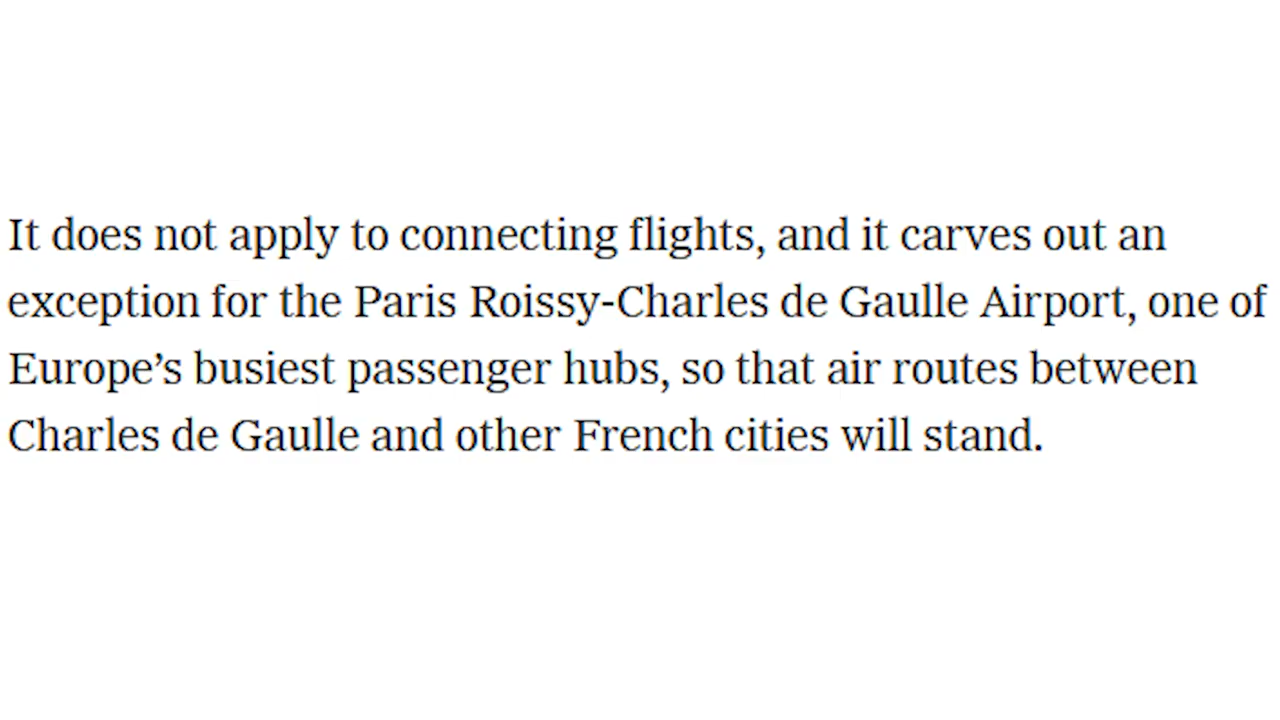 It does not apply to connecting flights, and it carves out an
exception for the Paris Roissy-Charles de Gaulle Airport, one of
Europe’s busiest passenger hubs, so that air routes between
Charles de Gaulle and other French cities will stand.